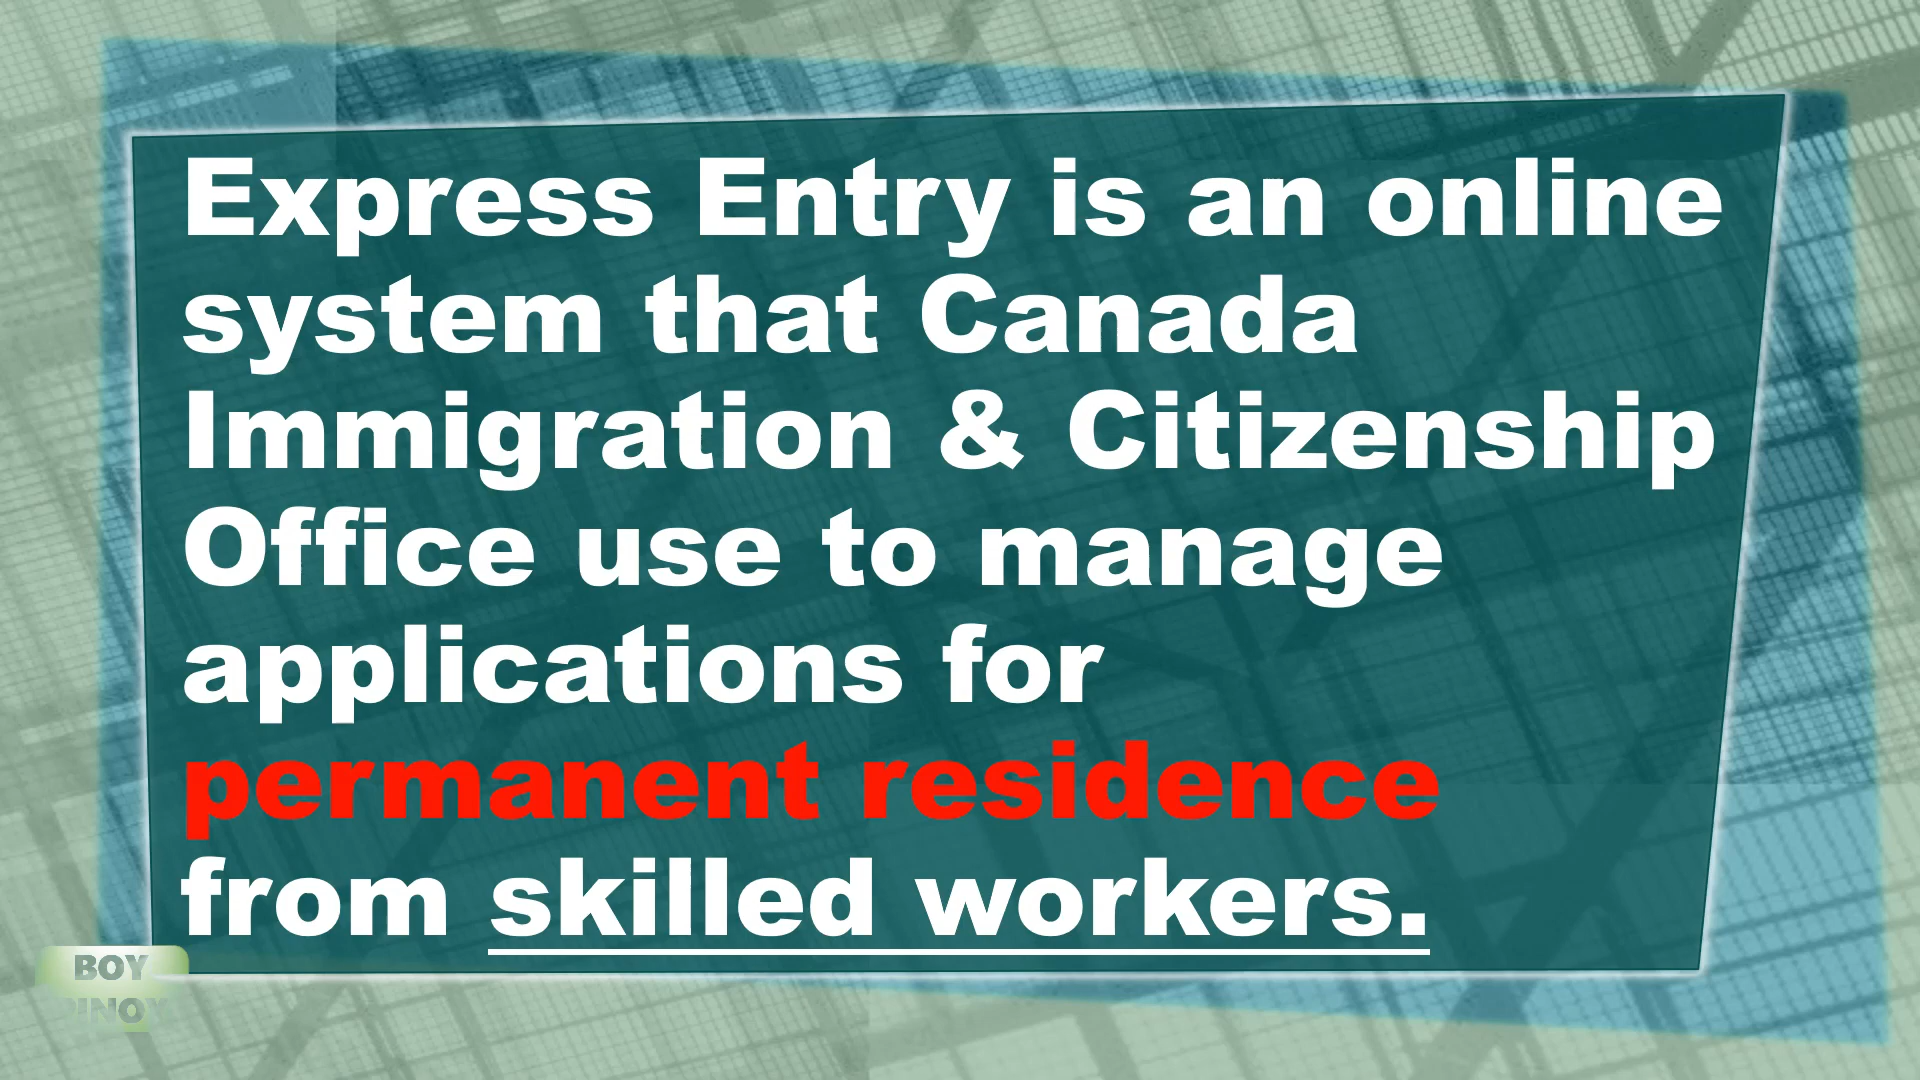 Express Entry is an online
system that Canada
Immigration & Citizenship
Office use to manage
applications for
permanent residence
from skilled workers.
BOY
PINOY